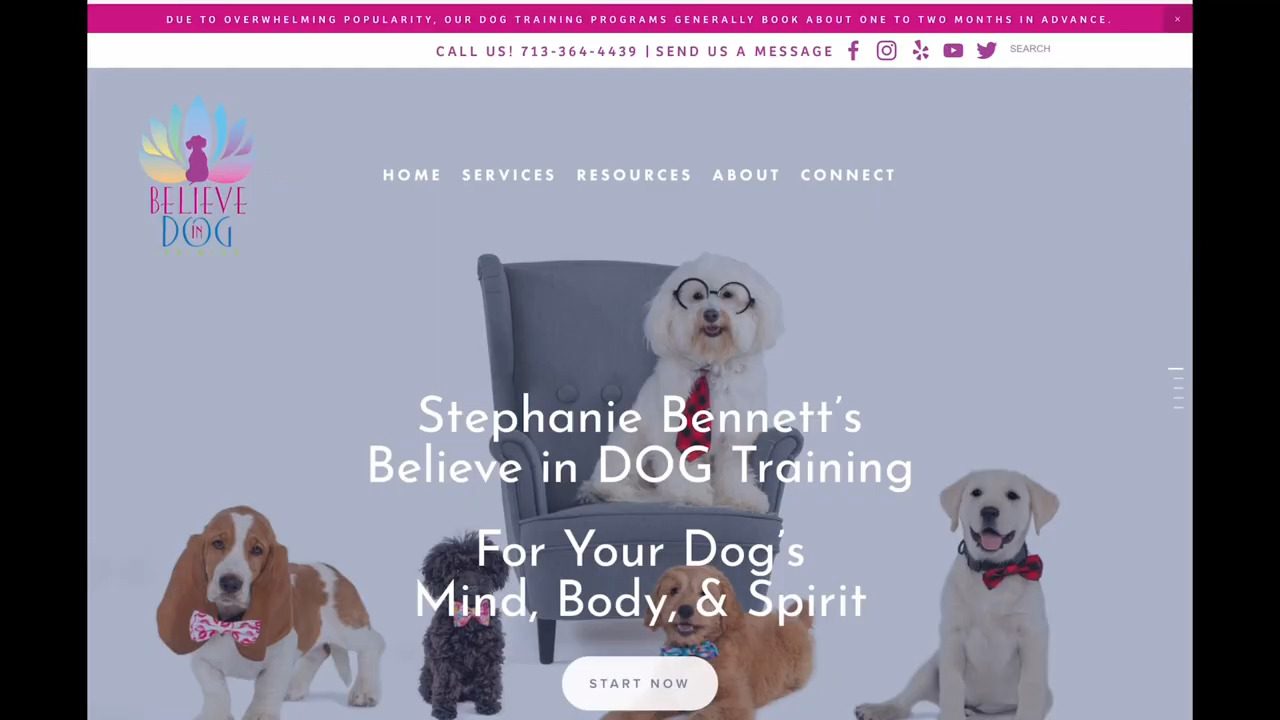 DUE TO OVERWHELMING POPULARITY, OUR DOG TRAINING PROGRAMS GENERALLY BOOK ABOUT ONE TO TWO MONTHS IN ADVANCE.
CALL US! 713-364-4439 | SEND US A MESSAGE
SEARCH
BELIEVE
IN
DOG
HOME SERVICES RESOURCES ABOUT CONNECT
Stephanie Bennett’s
Believe in DOG Training
For Your Dog’s
Mind, Body, & Spirit
START NOW